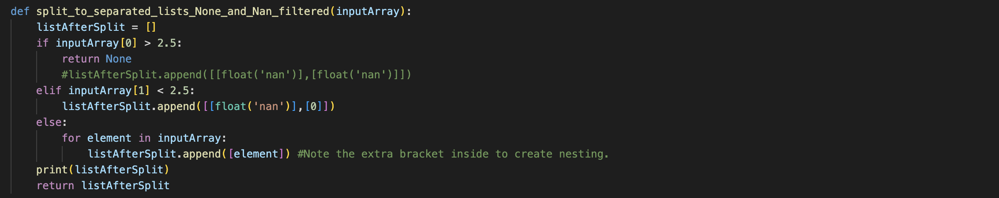 def split_to_separated_lists_None_and_Nan_filtered(inputArray):
    listAfterSplit = []
    if inputArray[0] > 2.5:
        return None
        #listAfterSplit.append([[float('nan')],[float('nan')]])
    elif inputArray[1] < 2.5:
        listAfterSplit.append([[float('nan')],[0]])
    else:
        for element in inputArray:
            listAfterSplit.append([element]) #Note the extra bracket inside to create nesting.
    print(listAfterSplit)
    return listAfterSplit